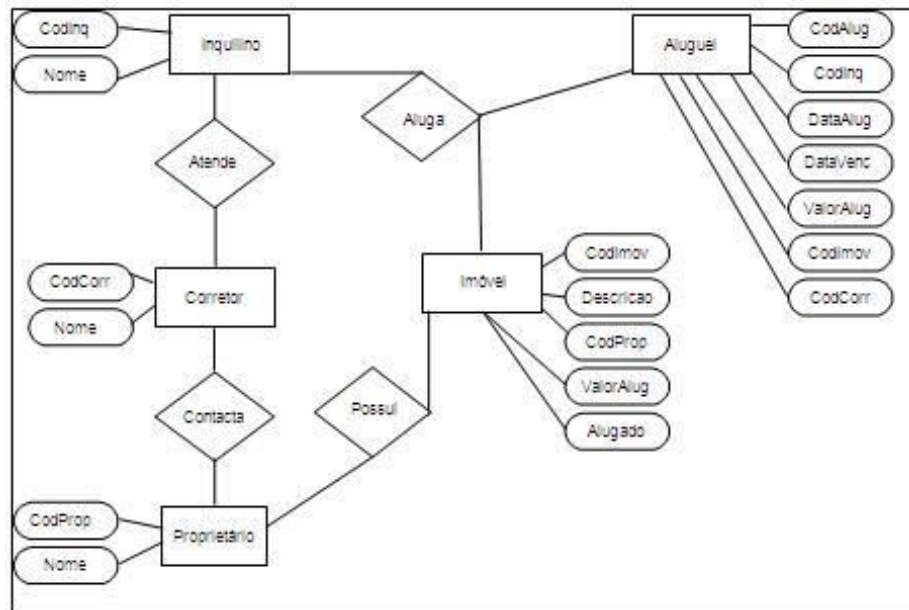 CodInq
Nome
Inquilino
Aluga
Aluguel
CodAlug
CodInq
DataAlug
DataVenc
ValorAlug
CodImov
CodCorr
Atende
CodCorr
Nome
Corretor
Imóvel
CodImov
Descricao
CodProp
ValorAlug
Alugado
Contacta
Possui
CodProp
Nome
Proprietário